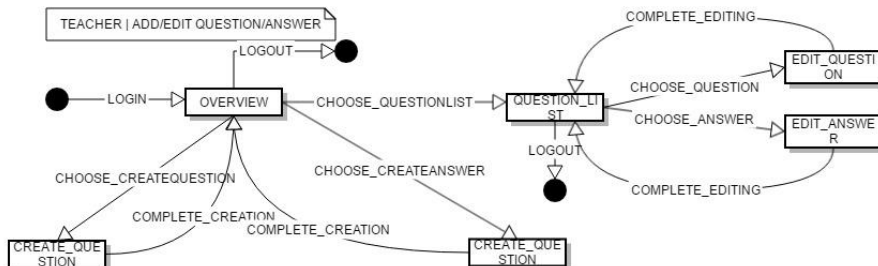 COMPLETE_EDITING
TEACHER | ADD/EDIT QUESTION/ANSWER
LOGOUT
EDIT_QUESTI
ON
CHOOSE_QUESTION
LOGIN
OVERVIEW
CHOOSE_QUESTIONLIST
QUESTION_LI
ST
CHOOSE_ANSWER
EDIT_ANSWE
R
LOGOUT
CHOOSE_CREATEQUESTION
CHOOSE_CREATEANSWER
COMPLETE_EDITING
COMPLETE_CREATION
COMPLETE_CREATION
CREATE_QUE
STION
CREATE_QUE
STION